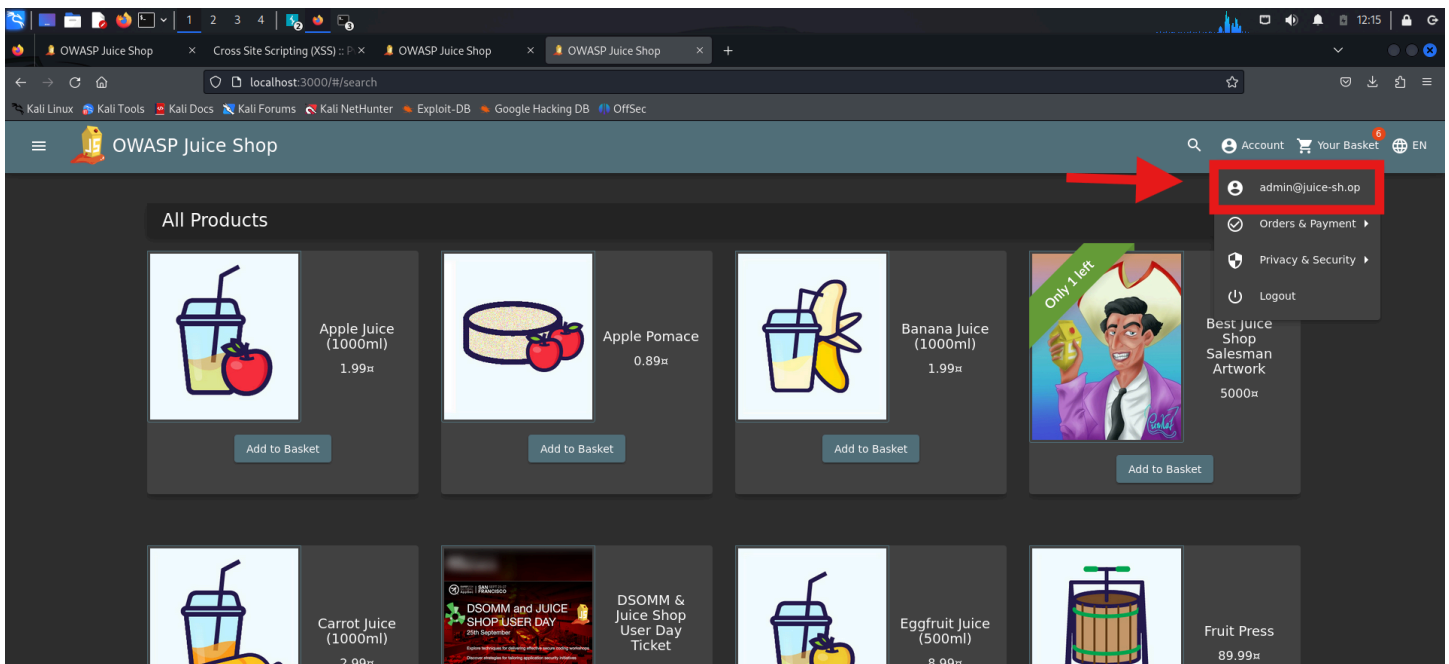 1 2 3 4
12:15
OWASP Juice Shop
Cross Site Scripting (XSS) :: P
OWASP Juice Shop
OWASP Juice Shop
localhost:3000/#/search
Kali Linux Kali Tools Kali Docs Kali Forums Kali NetHunter Exploit-DB Google Hacking DB OffSec
OWASP Juice Shop
Account
Your Basket
6
EN
admin@juice-sh.op
Orders & Payment
Privacy & Security
Logout
All Products
Apple Juice
(1000ml)
1.99¤
Add to Basket
Apple Pomace
0.89¤
Add to Basket
Banana Juice
(1000ml)
1.99¤
Add to Basket
Only 1 left
Best Juice
Shop
Salesman
Artwork
5000¤
Add to Basket
Carrot Juice
(1000ml)
2.99¤
SAN
FRANCISCO
DSOMM and JUICE
SHOP USER DAY
25th September
DSOMM &
Juice Shop
User Day
Ticket
Eggfruit Juice
(500ml)
8.99¤
Fruit Press
89.99¤